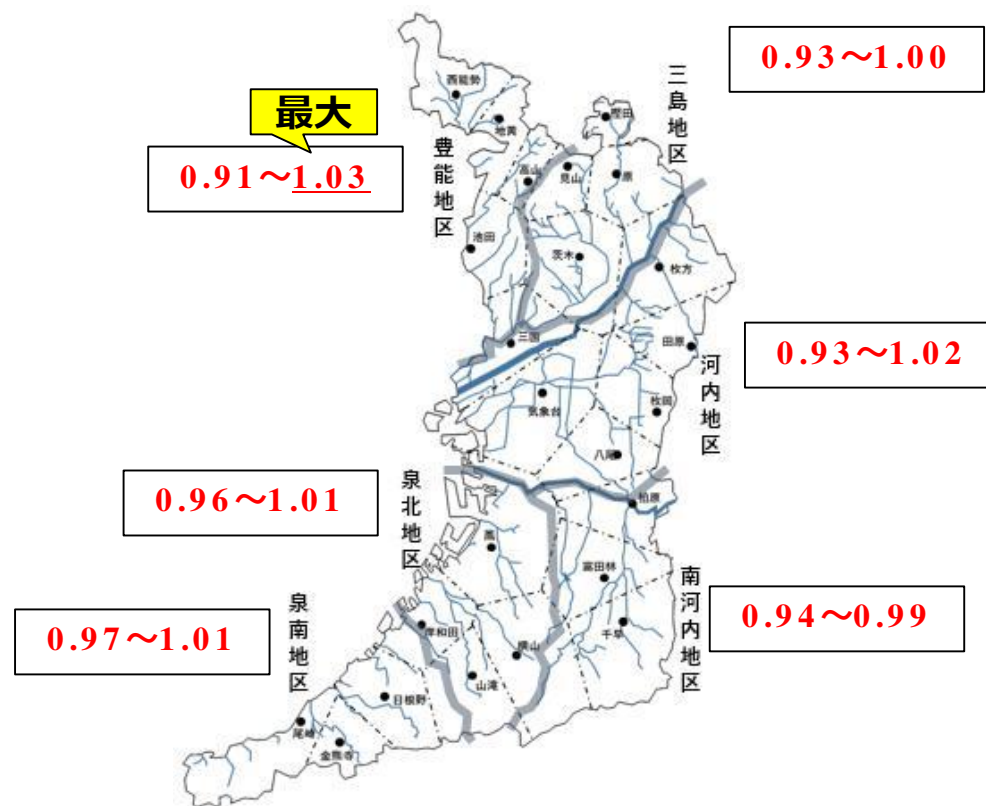 0.93～1.00
三島地区
西能勢
樫田
最大
地黄
豊能地区
0.91～1.03
高山
見山
原
池田
茨木
枚方
三国
田原
0.93～1.02
河内地区
気象台
枚岡
八尾
泉北地区
0.96～1.01
柏原
鳳
富田林
南河内地区
0.94～0.99
泉南地区
0.97～1.01
岸和田
千早
横山
山滝
日根野
尾崎
金熊寺